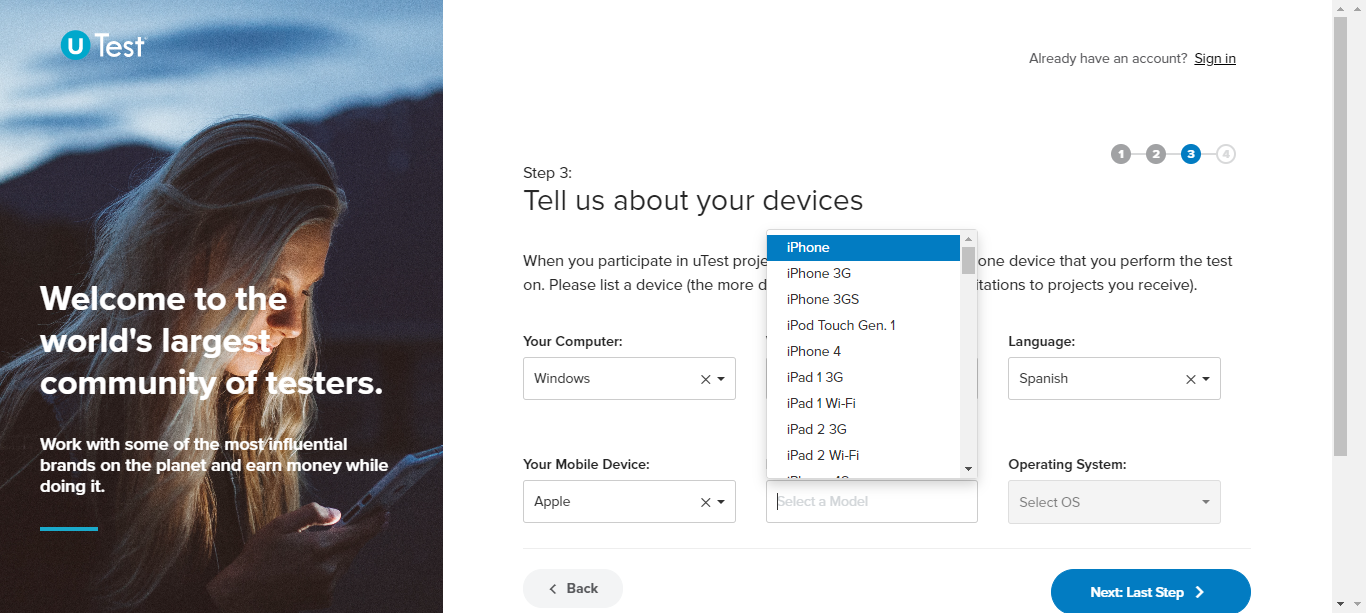 U Test
Already have an account? Sign in
1 2 3 4
Step 3:
Tell us about your devices
When you participate in uTest proje
one device that you perform the test
on. Please list a device (the more d
itations to projects you receive).
iPhone
iPhone 3G
iPhone 3GS
iPod Touch Gen. 1
iPhone 4
iPad 1 3G
iPad 1 Wi-Fi
iPad 2 3G
iPad 2 Wi-Fi
Your Computer:
Language:
Windows
Spanish
Your Mobile Device:
Operating System:
Apple
Select a Model
Select OS
Back
Next: Last Step
Welcome to the
world's largest
community of testers.
Work with some of the most influential
brands on the planet and earn money while
doing it.